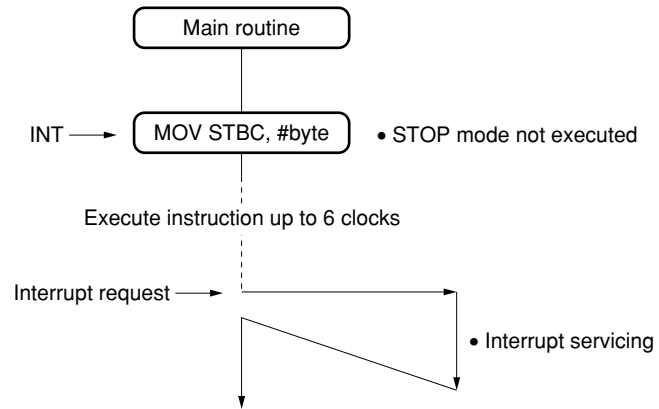 Main routine
INT
MOV STBC, #byte
• STOP mode not executed
Execute instruction up to 6 clocks
Interrupt request
• Interrupt servicing